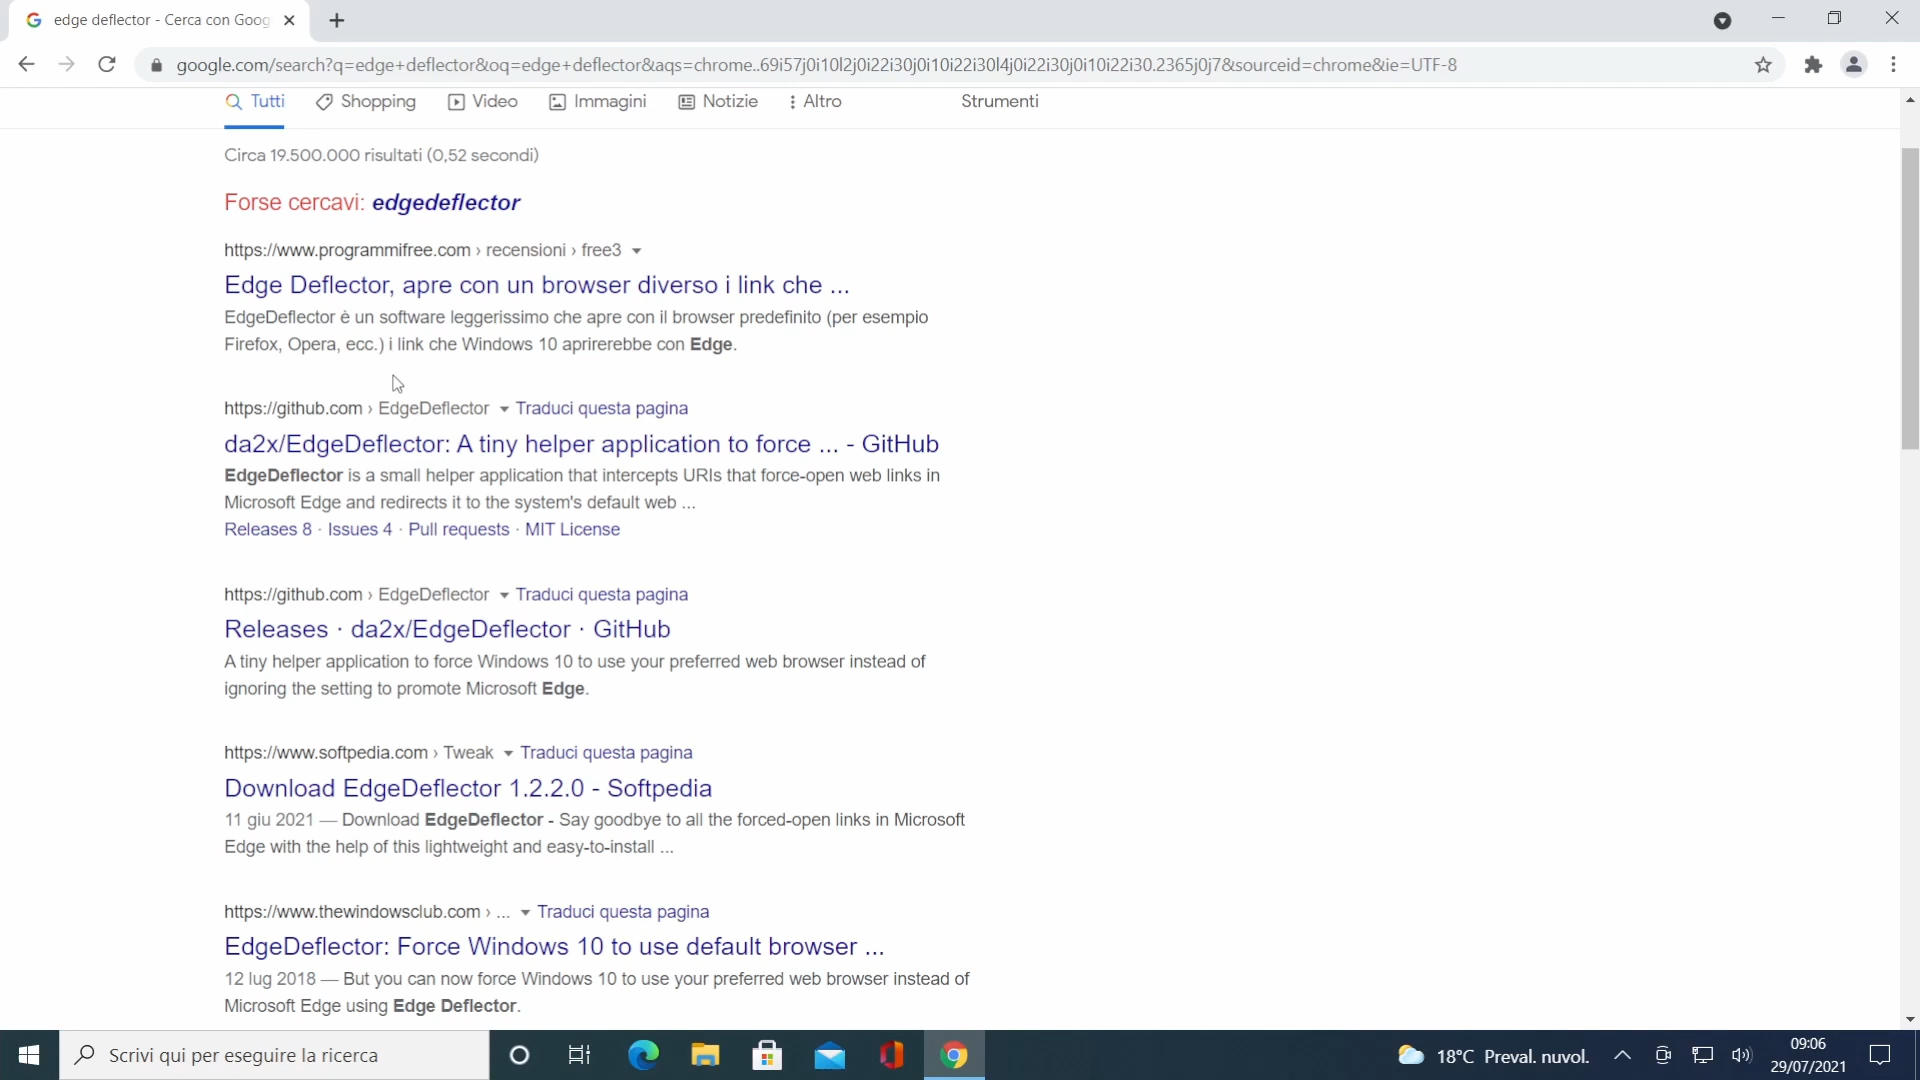 edge deflector - Cerca con Goog
google.com/search?q=edge+deflector&oq=edge+deflector&aqs=chrome..69i57j0i10l2j0i22i30j0i10i22i30l4j0i22i30j0i10i22i30.2365j0j7&sourceid=chrome&ie=UTF-8
Tutti Shopping Video Immagini Notizie Altro Strumenti
Circa 19.500.000 risultati (0,52 secondi)
Forse cercavi: edgedeflector
https://www.programmifree.com › recensioni › free3
Edge Deflector, apre con un browser diverso i link che ...
EdgeDeflector è un software leggerissimo che apre con il browser predefinito (per esempio
Firefox, Opera, ecc.) i link che Windows 10 aprirerebbe con Edge.
https://github.com › EdgeDeflector Traduci questa pagina
da2x/EdgeDeflector: A tiny helper application to force ... - GitHub
EdgeDeflector is a small helper application that intercepts URIs that force-open web links in
Microsoft Edge and redirects it to the system's default web ...
Releases 8 · Issues 4 · Pull requests · MIT License
https://github.com › EdgeDeflector Traduci questa pagina
Releases · da2x/EdgeDeflector · GitHub
A tiny helper application to force Windows 10 to use your preferred web browser instead of
ignoring the setting to promote Microsoft Edge.
https://www.softpedia.com › Tweak Traduci questa pagina
Download EdgeDeflector 1.2.2.0 - Softpedia
11 giu 2021 — Download EdgeDeflector - Say goodbye to all the forced-open links in Microsoft
Edge with the help of this lightweight and easy-to-install ...
https://www.thewindowsclub.com › ... Traduci questa pagina
EdgeDeflector: Force Windows 10 to use default browser ...
12 lug 2018 — But you can now force Windows 10 to use your preferred web browser instead of
Microsoft Edge using Edge Deflector.
Scrivi qui per eseguire la ricerca
18°C Preval. nuvol.
09:06
29/07/2021